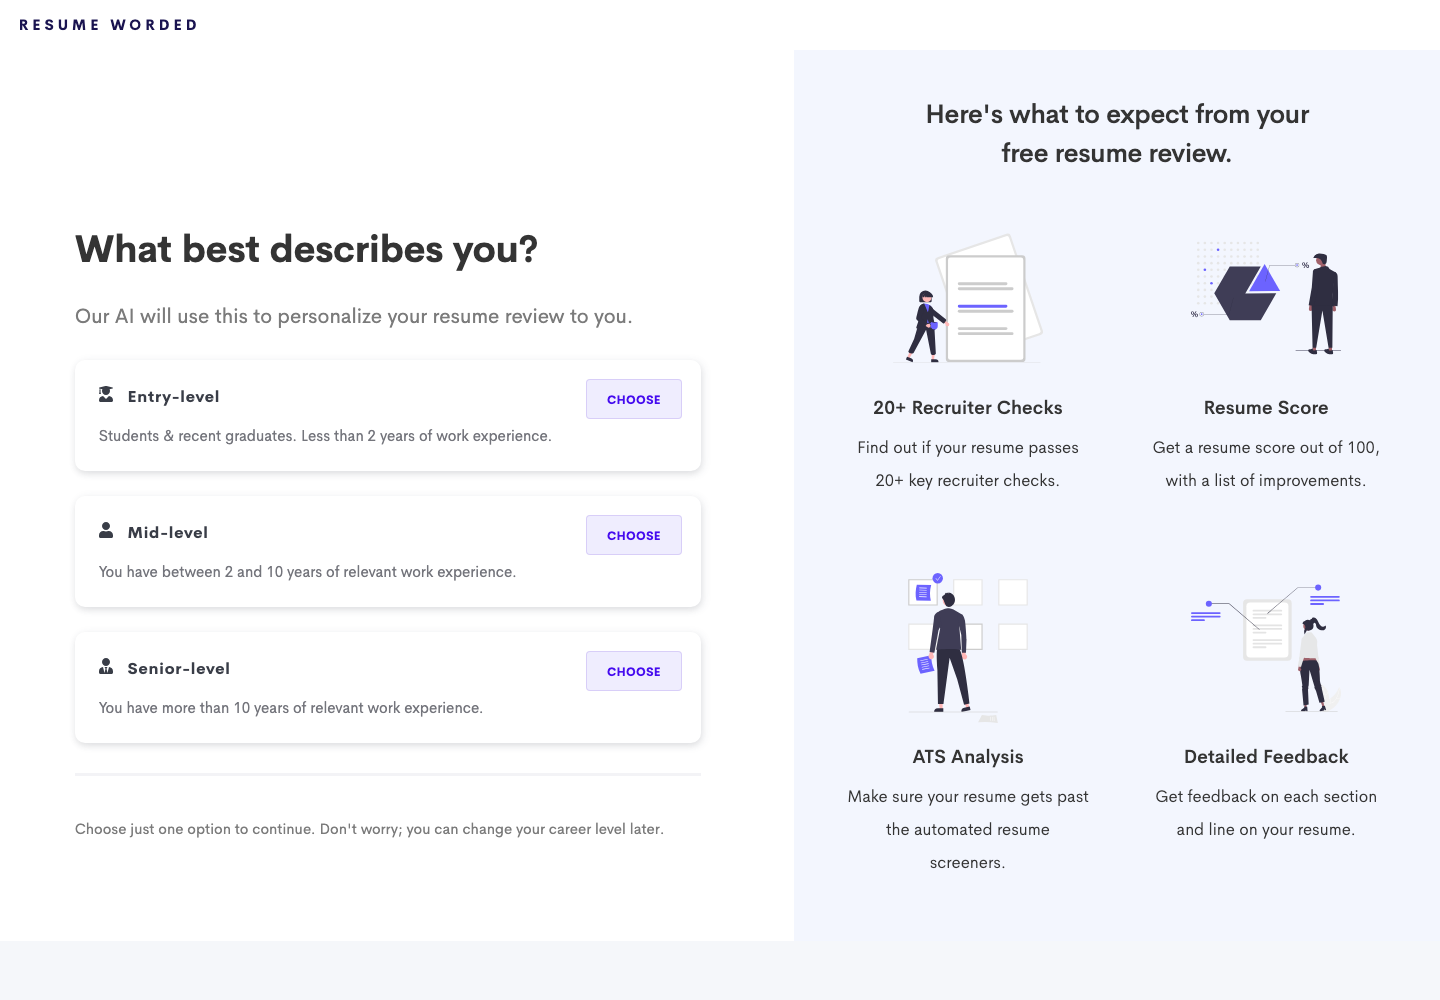 RESUME WORDED
What best describes you?
Our AI will use this to personalize your resume review to you.
Entry-level
CHOOSE
Students & recent graduates. Less than 2 years of work experience.
Mid-level
CHOOSE
You have between 2 and 10 years of relevant work experience.
Senior-level
CHOOSE
You have more than 10 years of relevant work experience.
Choose just one option to continue. Don't worry; you can change your career level later.
Here's what to expect from your
free resume review.
20+ Recruiter Checks
Find out if your resume passes
20+ key recruiter checks.
%
%
Resume Score
Get a resume score out of 100,
with a list of improvements.
ATS Analysis
Make sure your resume gets past
the automated resume
screeners.
Detailed Feedback
Get feedback on each section
and line on your resume.